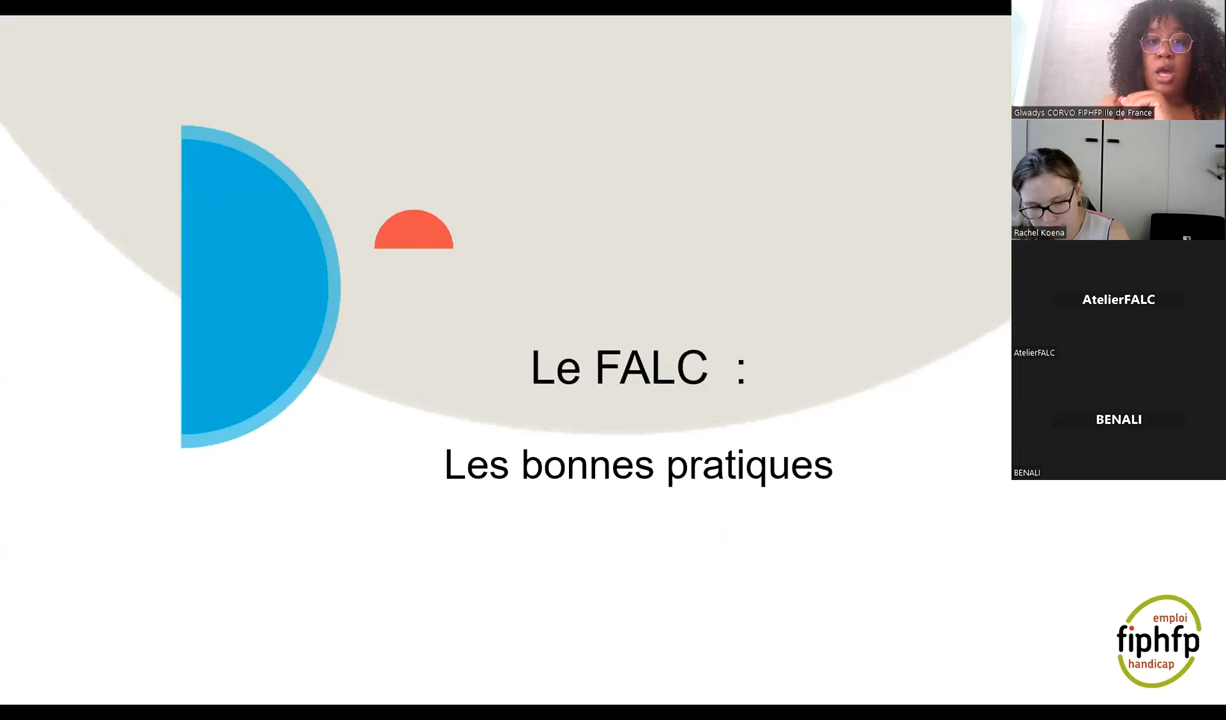 Le FALC :
Les bonnes pratiques
Glwadys CORVO FIPHFP Ile de France
Rachel Koena
AtelierFALC
AtelierFALC
BENALI
BENALI
emploi
fiphfp
handicap